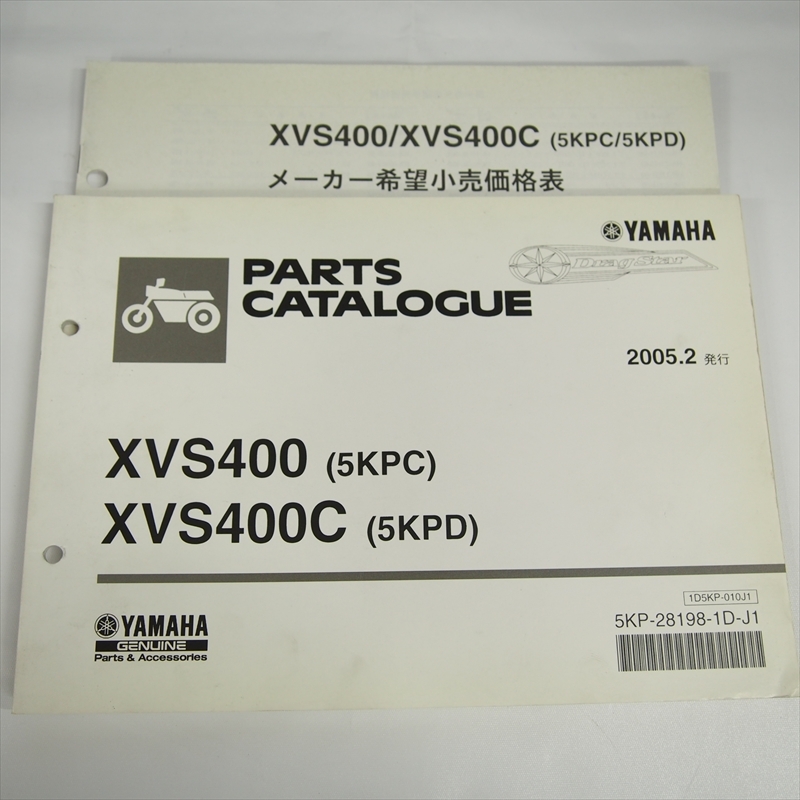 XVS400/XVS400C (5KPC/5KPD)
メーカー希望小売価格表
YAMAHA
DragStar
PARTS
CATALOGUE
2005.2 発行
XVS400 (5KPC)
XVS400C (5KPD)
1D5KP-010J1
5KP-28198-1D-J1
YAMAHA
GENUINE
Parts & Accessories